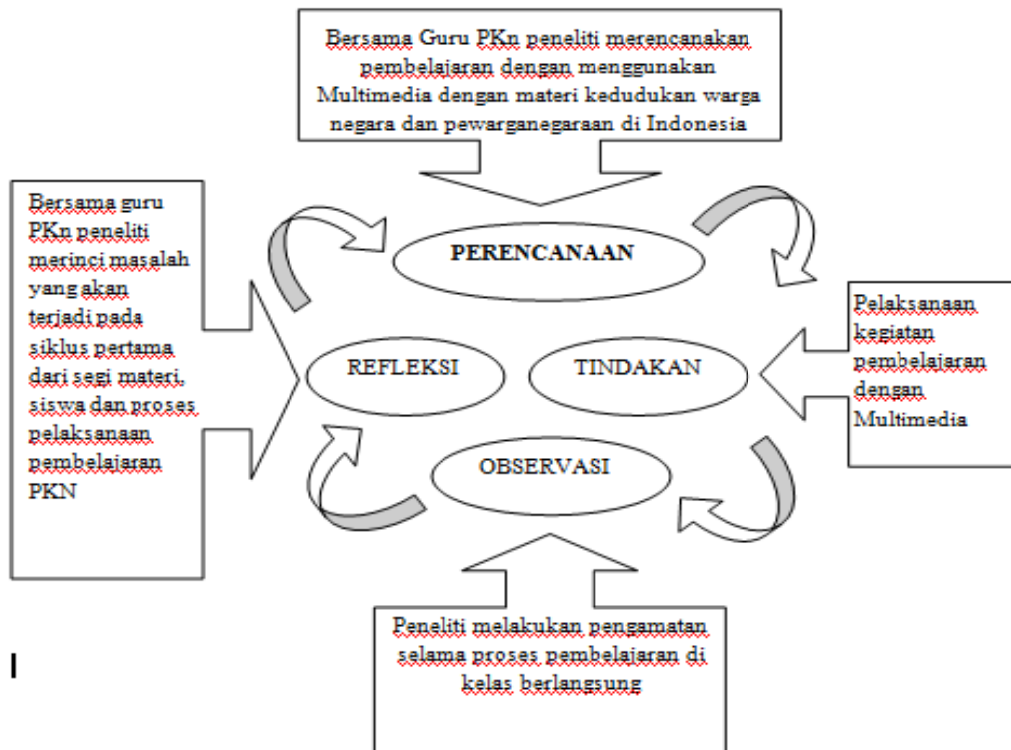 Bersama Guru PKn peneliti merencanakan
pembelajaran dengan menggunakan
Multimedia dengan materi kedudukan warga
negara dan pewarganegaraan di Indonesia
PERENCANAAN
Bersama guru
PKn peneliti
merinci masalah
yang akan
terjadi pada
siklus pertama
dari segi materi,
siswa dan proses
pelaksanaan
pembelajaran
PKN
REFLEKSI
TINDAKAN
Pelaksanaan
kegiatan
pembelajaran
dengan
Multimedia
OBSERVASI
Peneliti melakukan pengamatan
selama proses pembelajaran di
kelas berlangsung